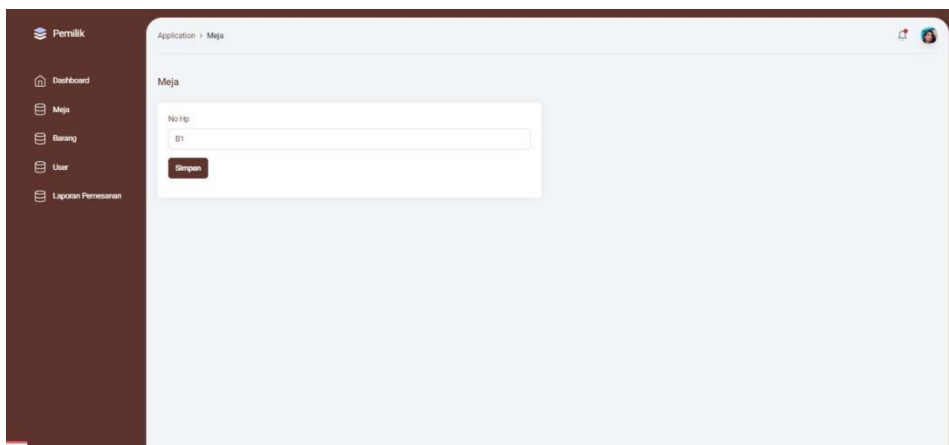 Pemilik
Dashboard
Meja
Barang
User
Laporan Pemesanan
Application > Meja
Meja
No Hp
B1
Simpan